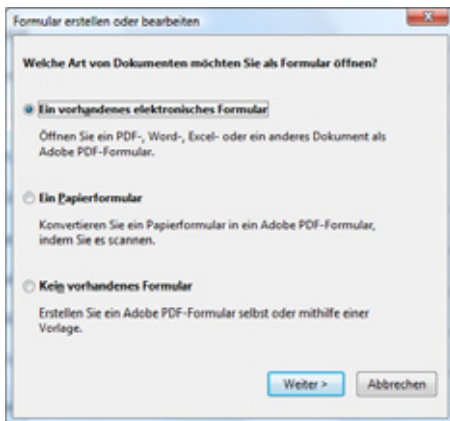 Formular erstellen oder bearbeiten
Welche Art von Dokumenten möchten Sie als Formular öffnen?
Ein vorhandenes elektronisches Formular
Öffnen Sie ein PDF-, Word-, Excel- oder ein anderes Dokument als
Adobe PDF-Formular.
Ein Papierformular
Konvertieren Sie ein Papierformular in ein Adobe PDF-Formular,
indem Sie es scannen.
Kein vorhandenes Formular
Erstellen Sie ein Adobe PDF-Formular selbst oder mithilfe einer
Vorlage.
Weiter > Abbrechen